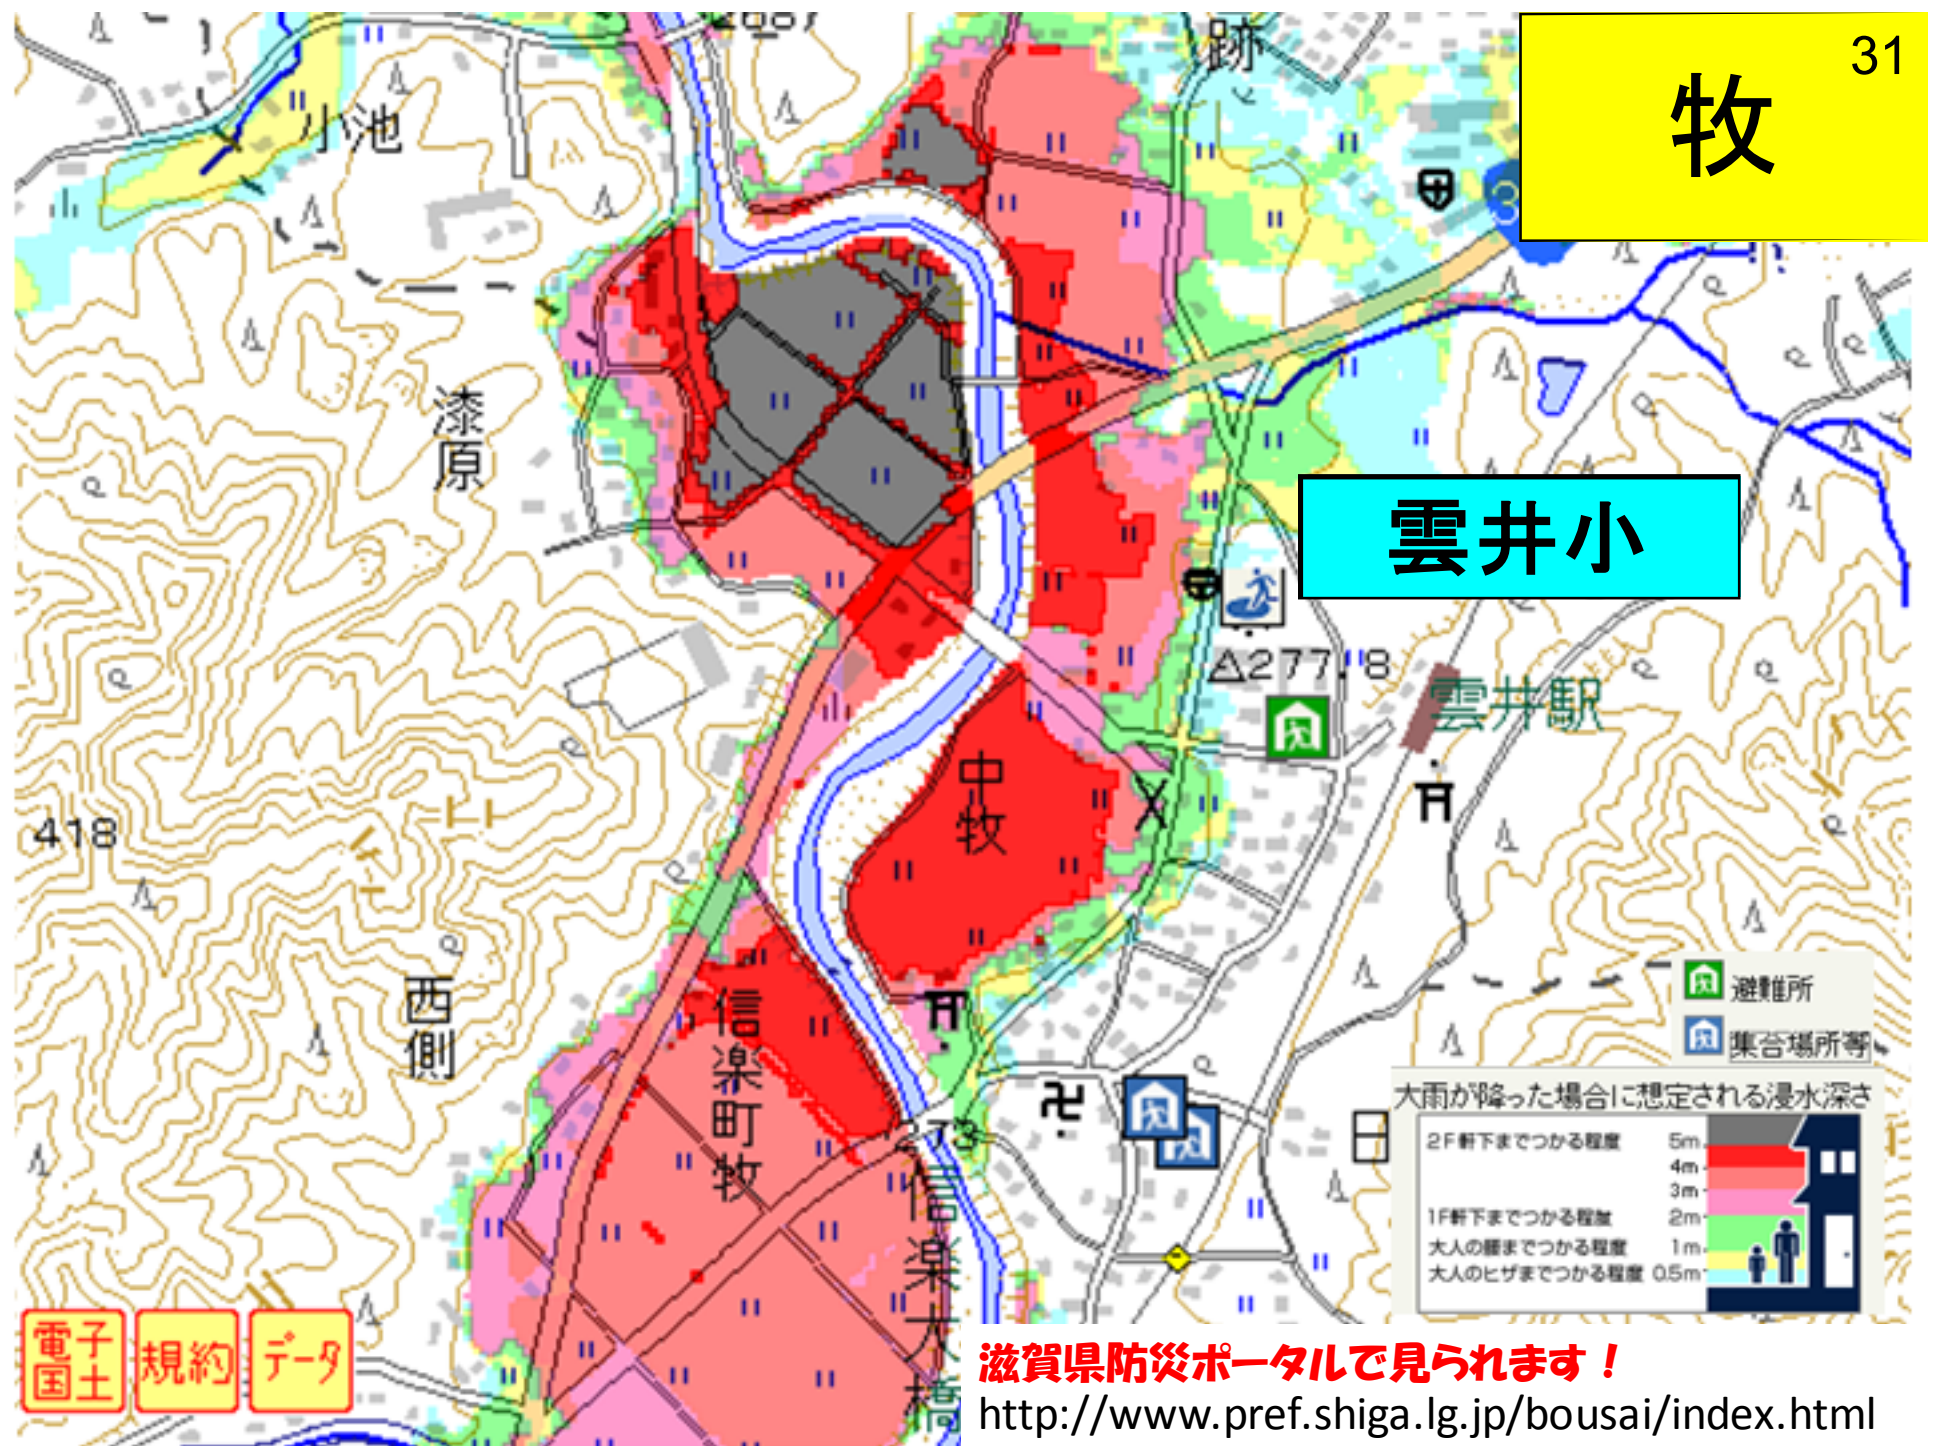 2087
跡
31
牧
小池
3
漆原
雲井小
△277.8
雲井駅
中牧
418
西側
信楽町牧
信楽大橋
避難所
集合場所等
大雨が降った場合に想定される浸水深さ
2F軒下までつかる程度 5m
4m
3m
1F軒下までつかる程度 2m
大人の腰までつかる程度 1m
大人のヒザまでつかる程度 0.5m
電子国土
規約
データ
滋賀県防災ポータルで見られます！
http://www.pref.shiga.lg.jp/bousai/index.html